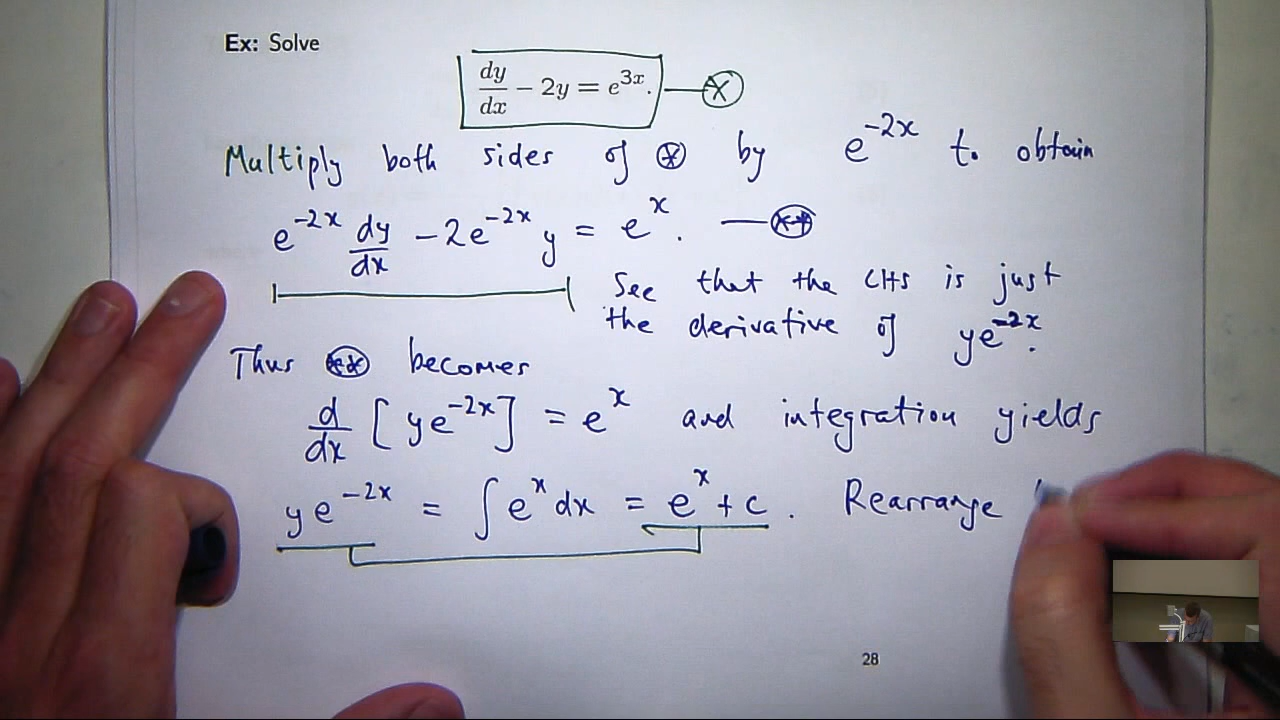 Ex: Solve
dy/dx − 2y = e^{3x}. — (*)
Multiply both sides of (*) by e^{-2x} to obtain
e^{-2x} dy/dx − 2e^{-2x} y = e^x. — (**)
See that the LHS is just
the derivative of ye^{-2x}.
Thus (**) becomes
d/dx [ye^{-2x}] = e^x and integration yields
ye^{-2x} = ∫ e^x dx = e^x + c. Rearrange
28